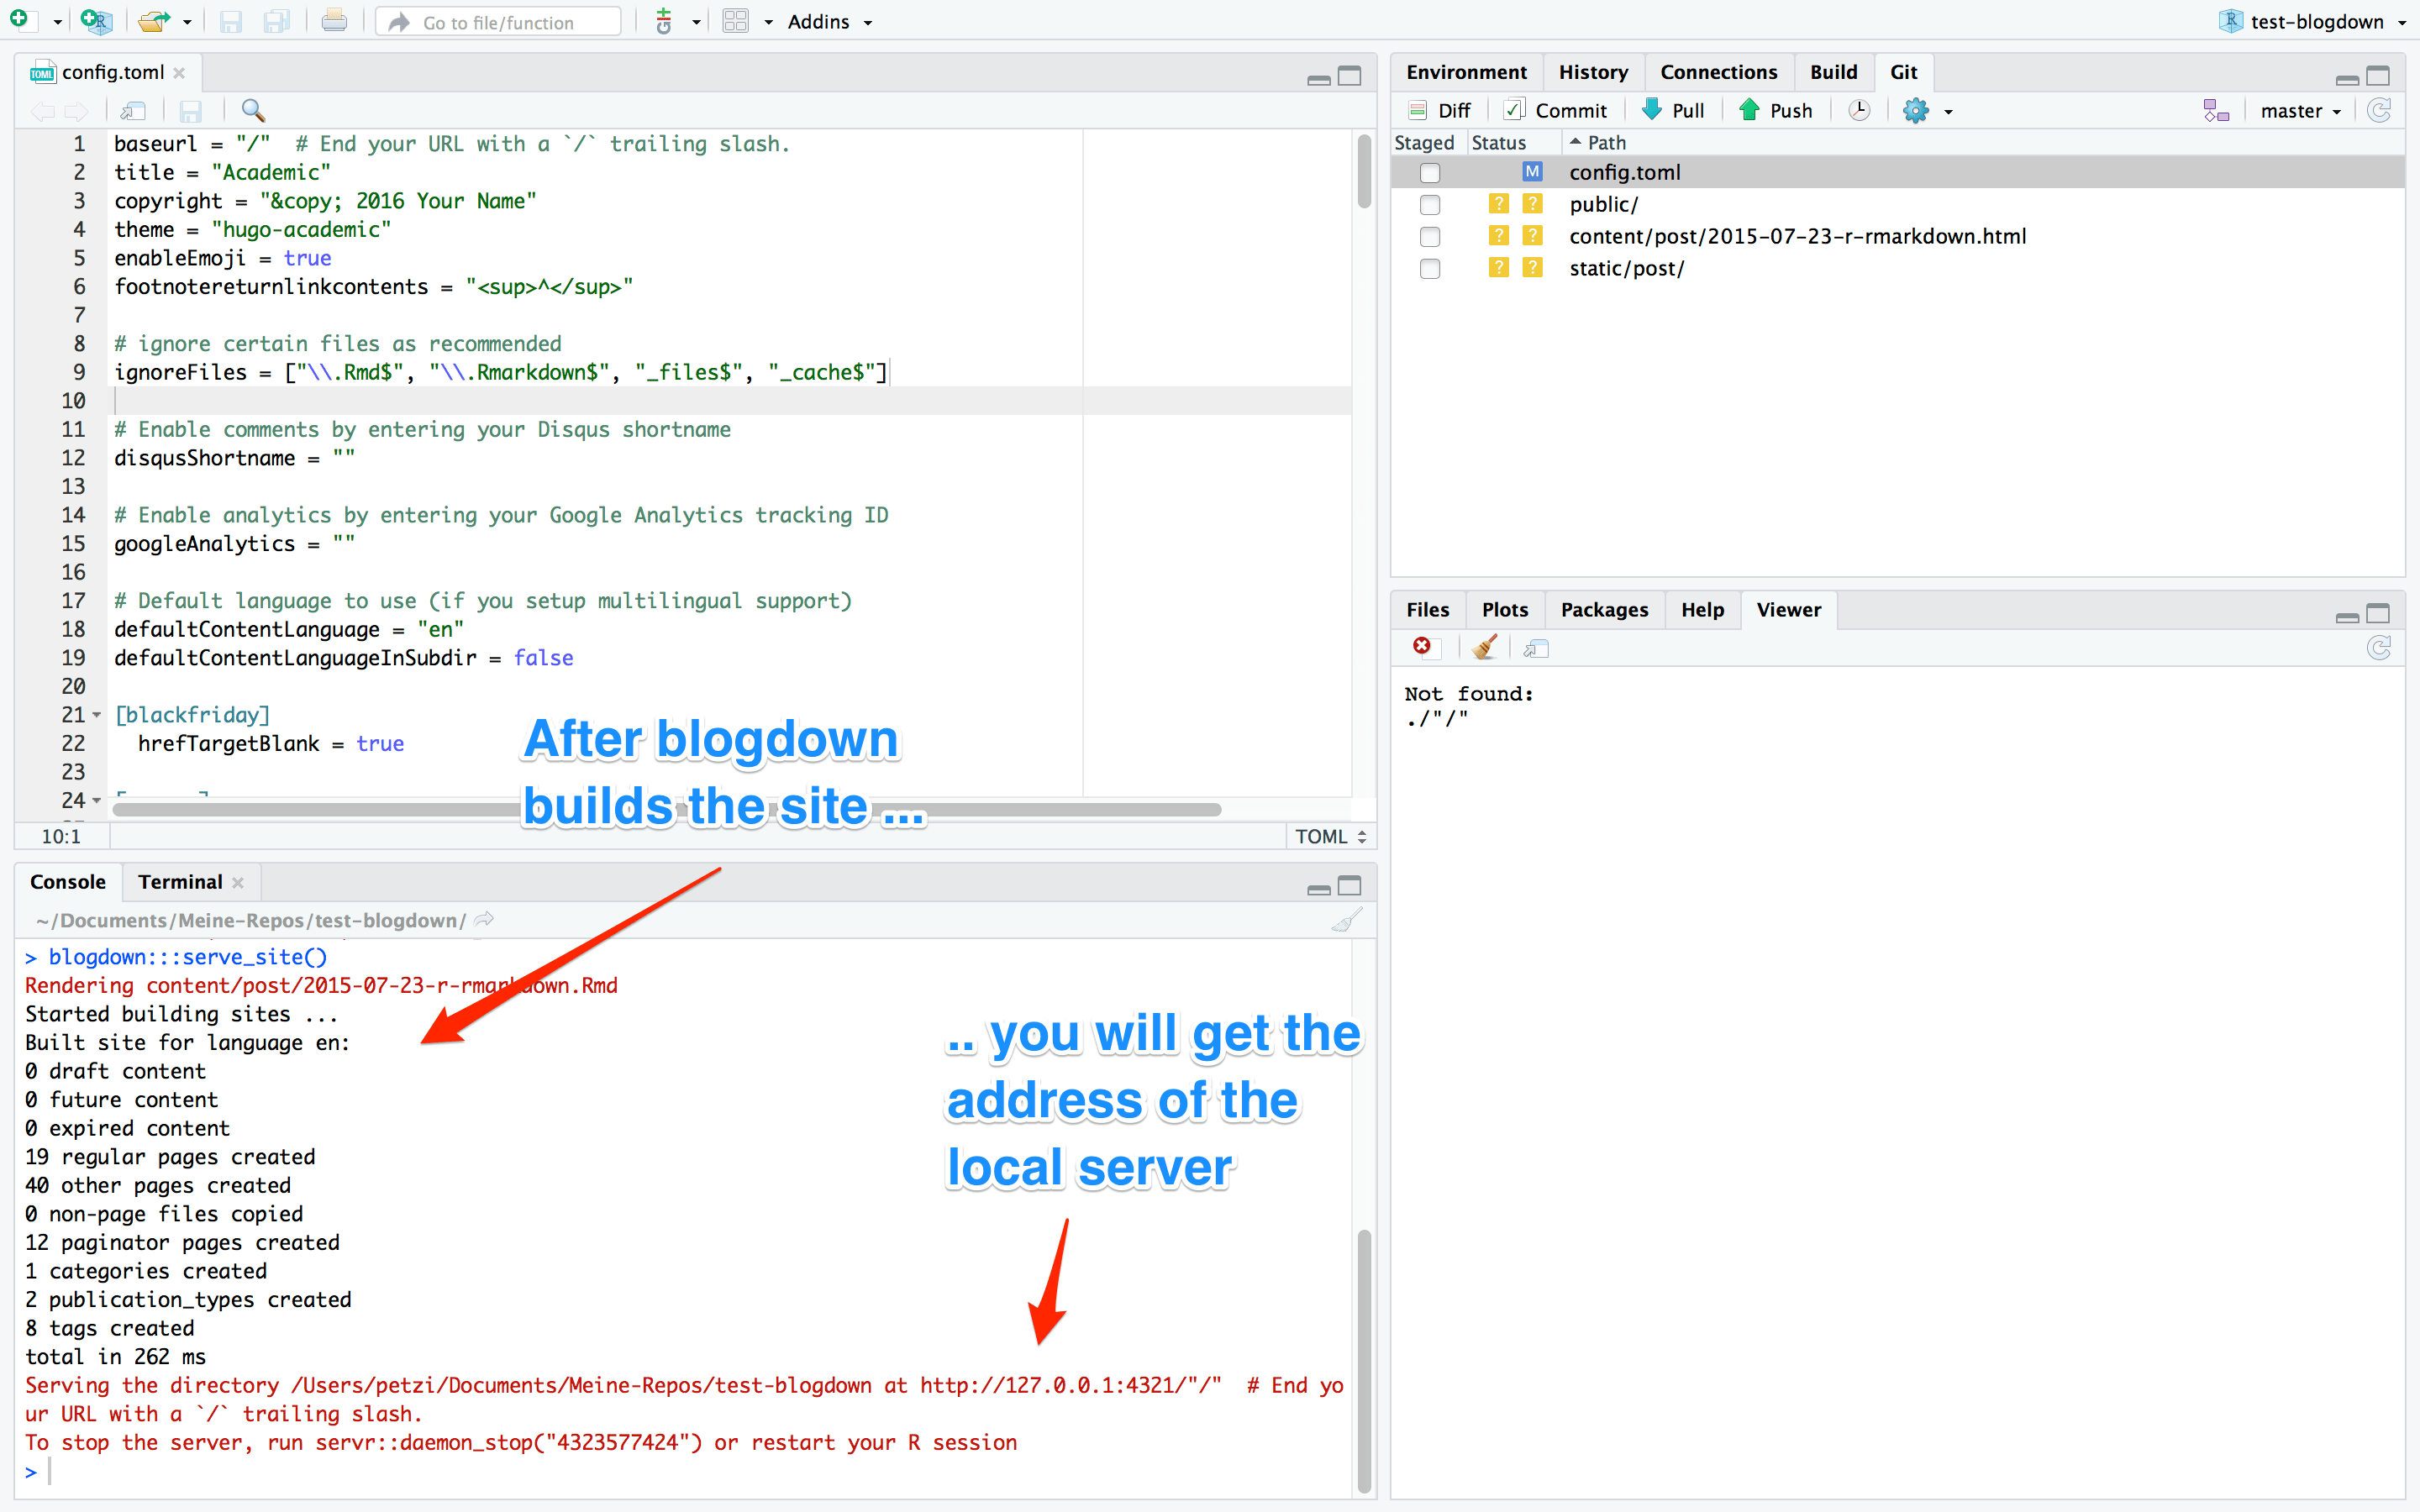 Go to file/function
Addins
test-blogdown
config.toml
1 baseurl = "/"  # End your URL with a `/` trailing slash.
2 title = "Academic"
3 copyright = "&copy; 2016 Your Name"
4 theme = "hugo-academic"
5 enableEmoji = true
6 footnotereturnlinkcontents = "<sup>^</sup>"
7
8 # ignore certain files as recommended
9 ignoreFiles = ["\\.Rmd$", "\\.Rmarkdown$", "_files$", "_cache$"]
10
11 # Enable comments by entering your Disqus shortname
12 disqusShortname = ""
13
14 # Enable analytics by entering your Google Analytics tracking ID
15 googleAnalytics = ""
16
17 # Default language to use (if you setup multilingual support)
18 defaultContentLanguage = "en"
19 defaultContentLanguageInSubdir = false
20
21 [blackfriday]
22   hrefTargetBlank = true
23
24
After blogdown
builds the site ...
10:1
TOML
Console
Terminal
~/Documents/Meine-Repos/test-blogdown/
> blogdown:::serve_site()
Rendering content/post/2015-07-23-r-rmarkdown.Rmd
Started building sites ...
Built site for language en:
0 draft content
0 future content
0 expired content
19 regular pages created
40 other pages created
0 non-page files copied
12 paginator pages created
1 categories created
2 publication_types created
8 tags created
total in 262 ms
Serving the directory /Users/petzi/Documents/Meine-Repos/test-blogdown at http://127.0.0.1:4321/"/"  # End yo
ur URL with a `/` trailing slash.
To stop the server, run servr::daemon_stop("4323577424") or restart your R session
>
.. you will get the
address of the
local server
Environment History Connections Build Git
Diff Commit Pull Push master
Staged Status Path
M config.toml
? ? public/
? ? content/post/2015-07-23-r-rmarkdown.html
? ? static/post/
Files Plots Packages Help Viewer
Not found:
./"/"